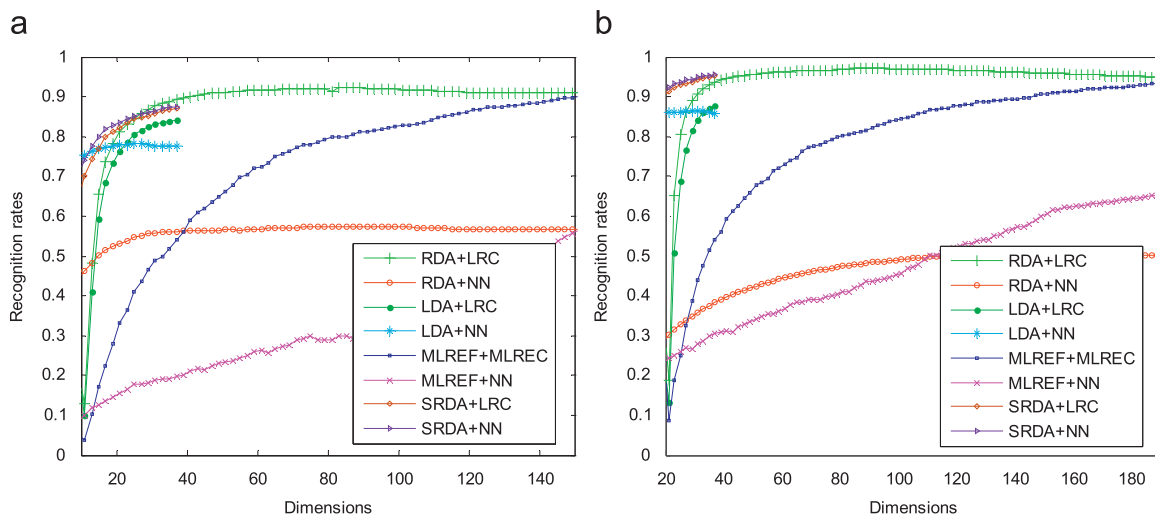 a
1
0.9
0.8
0.7
0.6
0.5
0.4
0.3
0.2
0.1
0
Recognition rates
20 40 60 80 100 120 140
Dimensions
RDA+LRC
RDA+NN
LDA+LRC
LDA+NN
MLREF+MLREC
MLREF+NN
SRDA+LRC
SRDA+NN
b
1
0.9
0.8
0.7
0.6
0.5
0.4
0.3
0.2
0.1
0
Recognition rates
20 40 60 80 100 120 140 160 180
Dimensions
RDA+LRC
RDA+NN
LDA+LRC
LDA+NN
MLREF+MLREC
MLREF+NN
SRDA+LRC
SRDA+NN